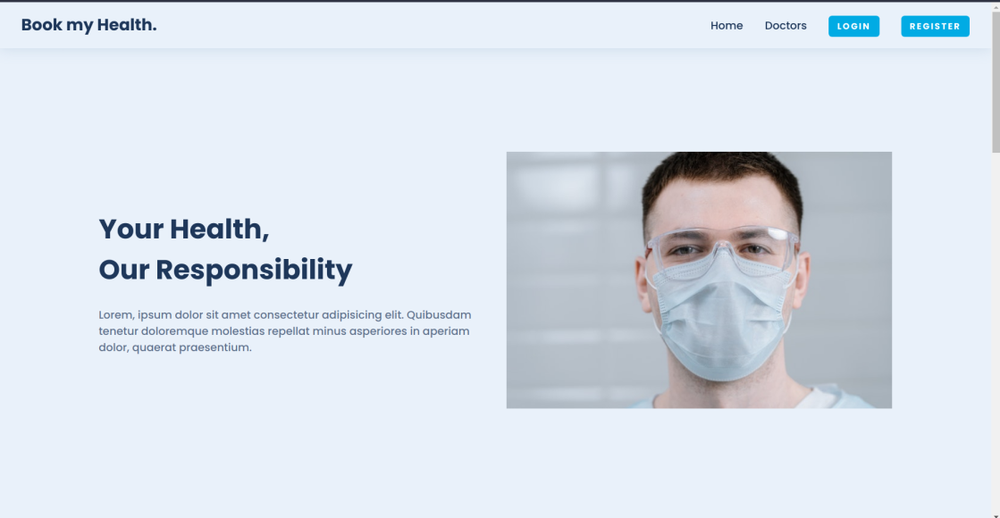 Book my Health.
Home Doctors LOGIN REGISTER
Your Health,
Our Responsibility
Lorem, ipsum dolor sit amet consectetur adipisicing elit. Quibusdam
tenetur doloremque molestias repellat minus asperiores in aperiam
dolor, quaerat praesentium.